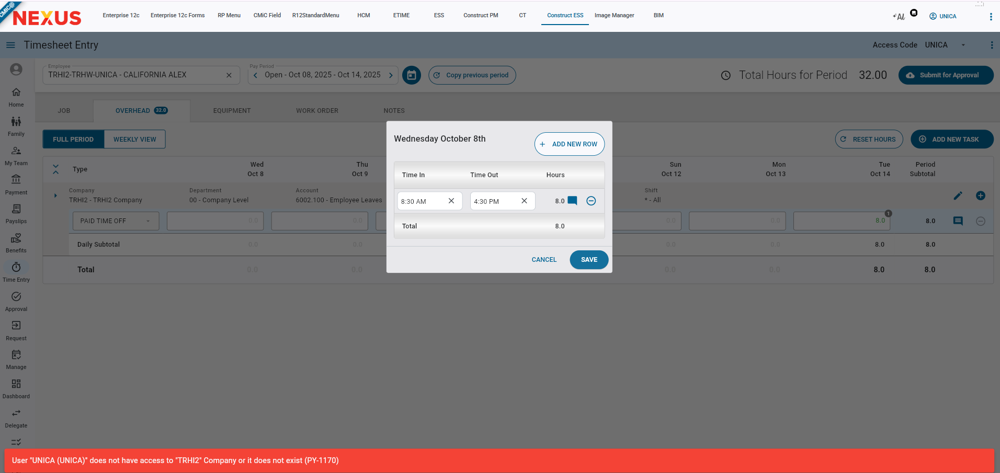 CMiC@
NEXUS
Enterprise 12c Enterprise 12c Forms RP Menu CMiC Field R12StandardMenu HCM ETIME ESS Construct PM CT Construct ESS Image Manager BIM
AI
UNICA
Timesheet Entry
Access Code UNICA
Employee
TRHI2-TRHW-UNICA - CALIFORNIA ALEX
Pay Period
Open - Oct 08, 2025 - Oct 14, 2025
Copy previous period
Total Hours for Period 32.00
Submit for Approval
Home
Family
My Team
Payment
Payslips
Benefits
Time Entry
Approval
Request
Manage
Dashboard
Delegate
JOB OVERHEAD 32.0 EQUIPMENT WORK ORDER NOTES
FULL PERIOD WEEKLY VIEW
RESET HOURS ADD NEW TASK
Type
Wed
Oct 8
Thu
Oct 9
Sun
Oct 12
Mon
Oct 13
Tue
Oct 14
Period
Subtotal
Company Department Account Shift
TRHI2 - TRHI2 Company 00 - Company Level 6002.100 - Employee Leaves * - All
PAID TIME OFF 0.0 0.0 0.0 0.0 8.0 1 8.0
Daily Subtotal 0.0 0.0 0.0 0.0 8.0 8.0
Total 0.0 0.0 0.0 0.0 8.0 8.0
Wednesday October 8th
ADD NEW ROW
Time In Time Out Hours
8:30 AM 4:30 PM 8.0
Total 8.0
CANCEL SAVE
User "UNICA (UNICA)" does not have access to "TRHI2" Company or it does not exist (PY-1170)